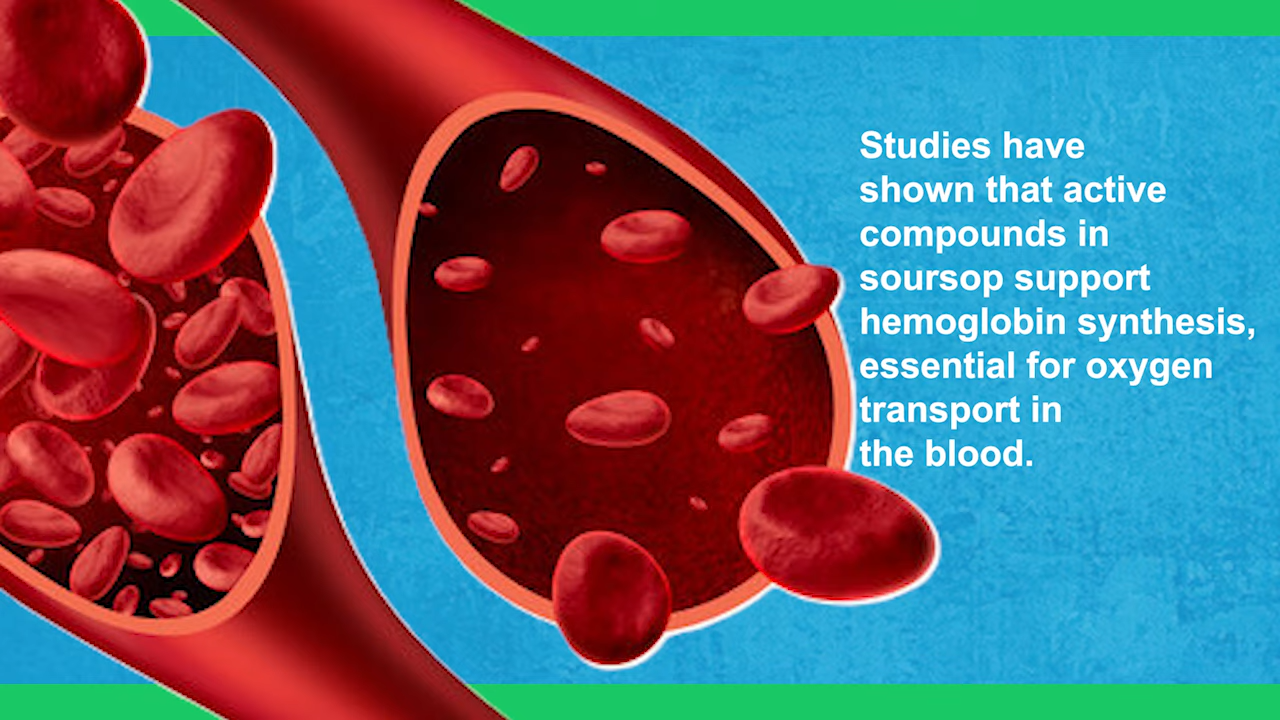 Studies have
shown that active
compounds in
soursop support
hemoglobin synthesis,
essential for oxygen
transport in
the blood.